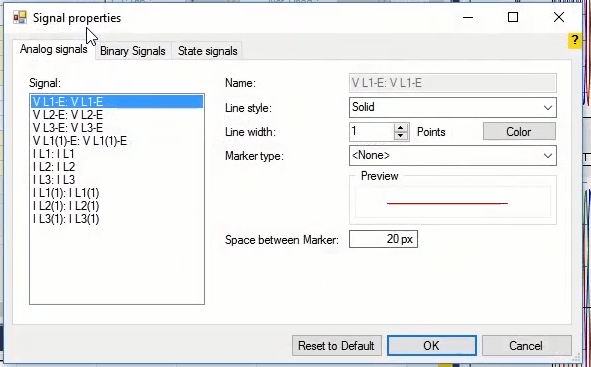 Signal properties
?
Analog signals
Binary Signals
State signals
Signal:
V L1-E: V L1-E
V L2-E: V L2-E
V L3-E: V L3-E
V L1(1)-E: V L1(1)-E
I L1: I L1
I L2: I L2
I L3: I L3
I L1(1): I L1(1)
I L2(1): I L2(1)
I L3(1): I L3(1)
Name:
V L1-E: V L1-E
Line style:
Solid
Line width:
1
Points
Color
Marker type:
<None>
Preview
Space between Marker:
20 px
Reset to Default
OK
Cancel